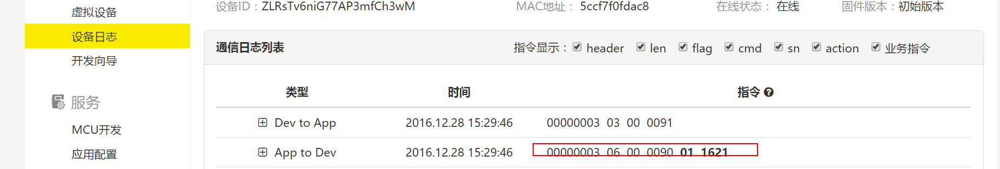 虚拟设备
设备日志
开发向导
服务
MCU开发
应用配置
设备ID：ZLRsTv6niG77AP3mfCh3wM MAC地址： 5ccf7f0fdac8 在线状态： 在线 固件版本：初始版本
通信日志列表 指令显示： header len flag cmd sn action 业务指令
类型 时间 指令
Dev to App 2016.12.28 15:29:46 00000003 03 00 0091
App to Dev 2016.12.28 15:29:46 00000003 06 00 0090 01 1621